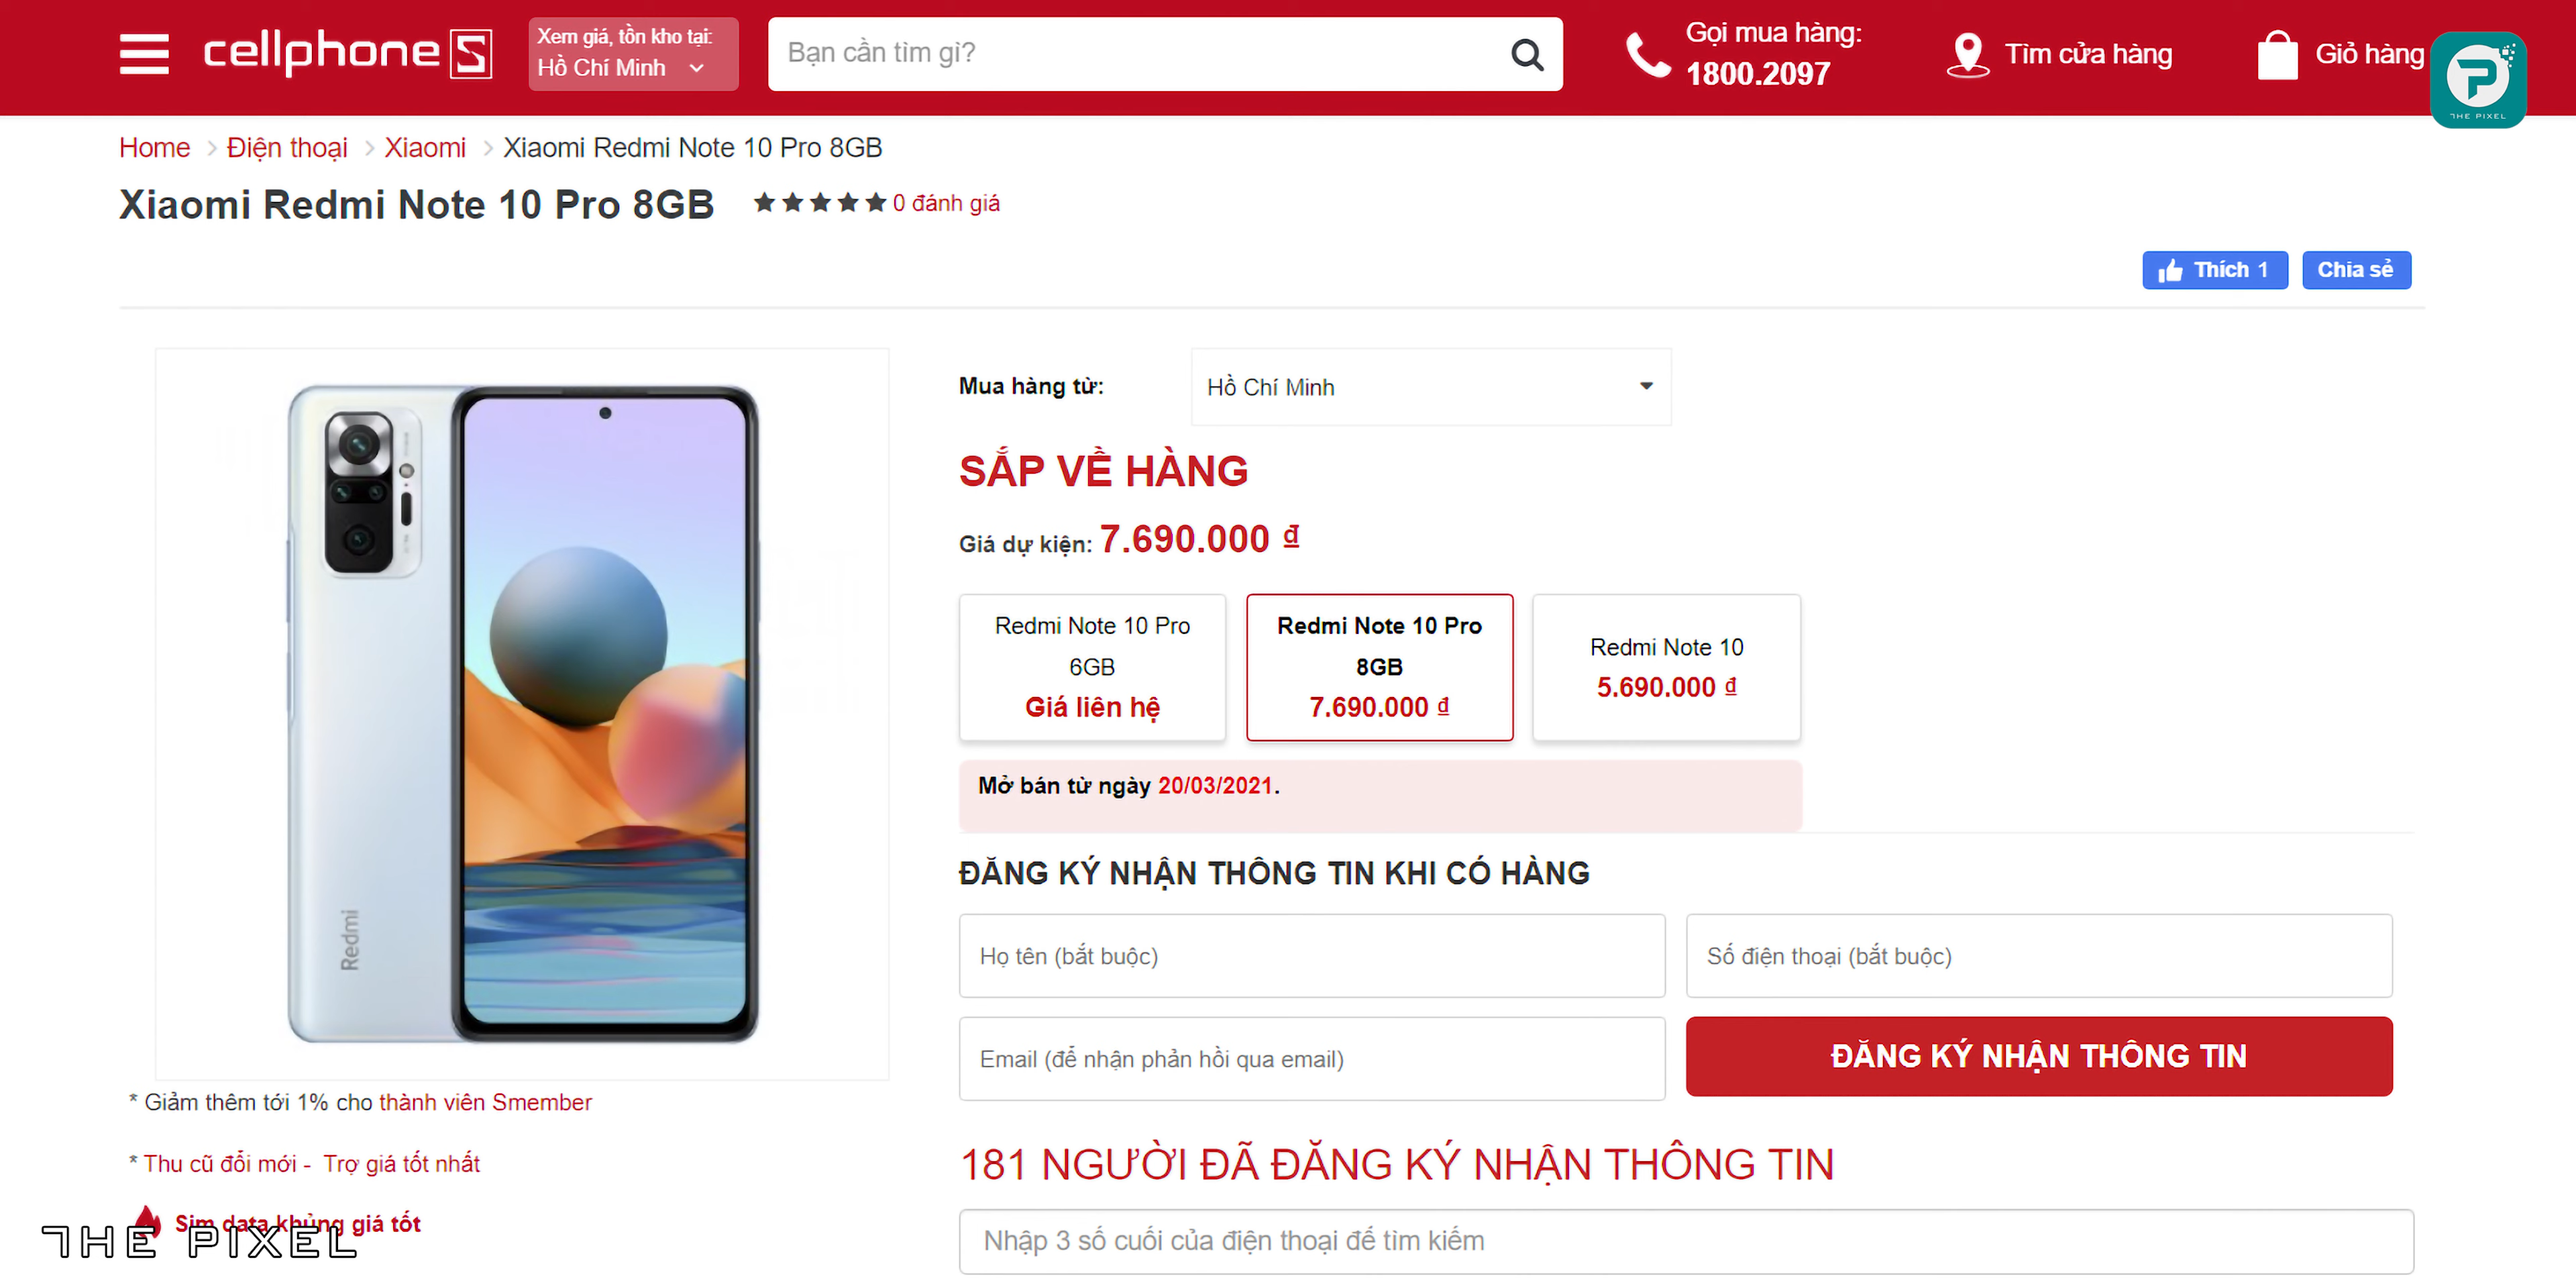 cellphoneS
Xem giá, tồn kho tại:
Hồ Chí Minh
Bạn cần tìm gì?
Gọi mua hàng:
1800.2097
Tìm cửa hàng
Giỏ hàng
THE PIXEL
Home > Điện thoại > Xiaomi > Xiaomi Redmi Note 10 Pro 8GB
Xiaomi Redmi Note 10 Pro 8GB ★★★★★ 0 đánh giá
Thích 1
Chia sẻ
Redmi
Mua hàng từ:
Hồ Chí Minh
SẮP VỀ HÀNG
Giá dự kiến: 7.690.000 ₫
Redmi Note 10 Pro
6GB
Giá liên hệ
Redmi Note 10 Pro
8GB
7.690.000 ₫
Redmi Note 10
5.690.000 ₫
Mở bán từ ngày 20/03/2021.
ĐĂNG KÝ NHẬN THÔNG TIN KHI CÓ HÀNG
Họ tên (bắt buộc)
Số điện thoại (bắt buộc)
Email (để nhận phản hồi qua email)
ĐĂNG KÝ NHẬN THÔNG TIN
181 NGƯỜI ĐÃ ĐĂNG KÝ NHẬN THÔNG TIN
Nhập 3 số cuối của điện thoại để tìm kiếm
* Giảm thêm tới 1% cho thành viên Smember
* Thu cũ đổi mới - Trợ giá tốt nhất
Sim data khủng giá tốt
THE PIXEL